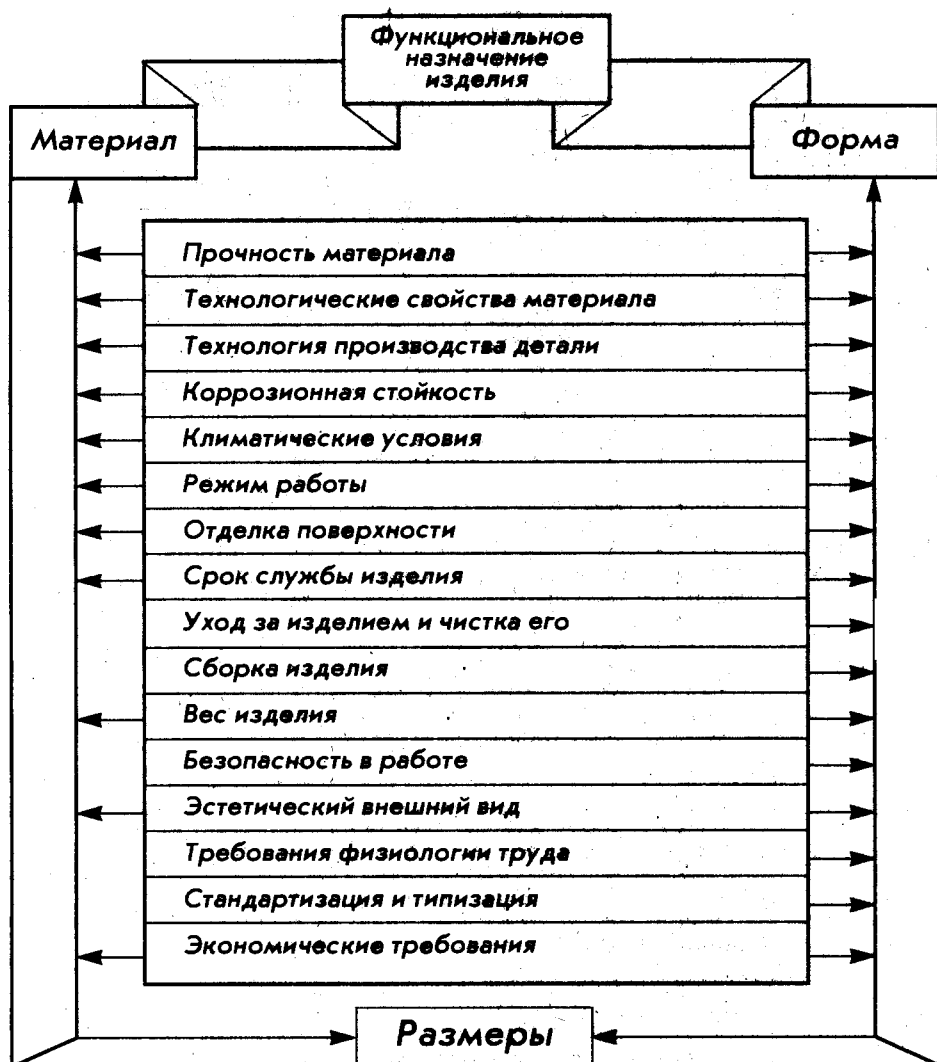 Функциональное
назначение
изделия
Материал
Форма
Прочность материала
Технологические свойства материала
Технология производства детали
Коррозионная стойкость
Климатические условия
Режим работы
Отделка поверхности
Срок службы изделия
Уход за изделием и чистка его
Сборка изделия
Вес изделия
Безопасность в работе
Эстетический внешний вид
Требования физиологии труда
Стандартизация и типизация
Экономические требования
Размеры